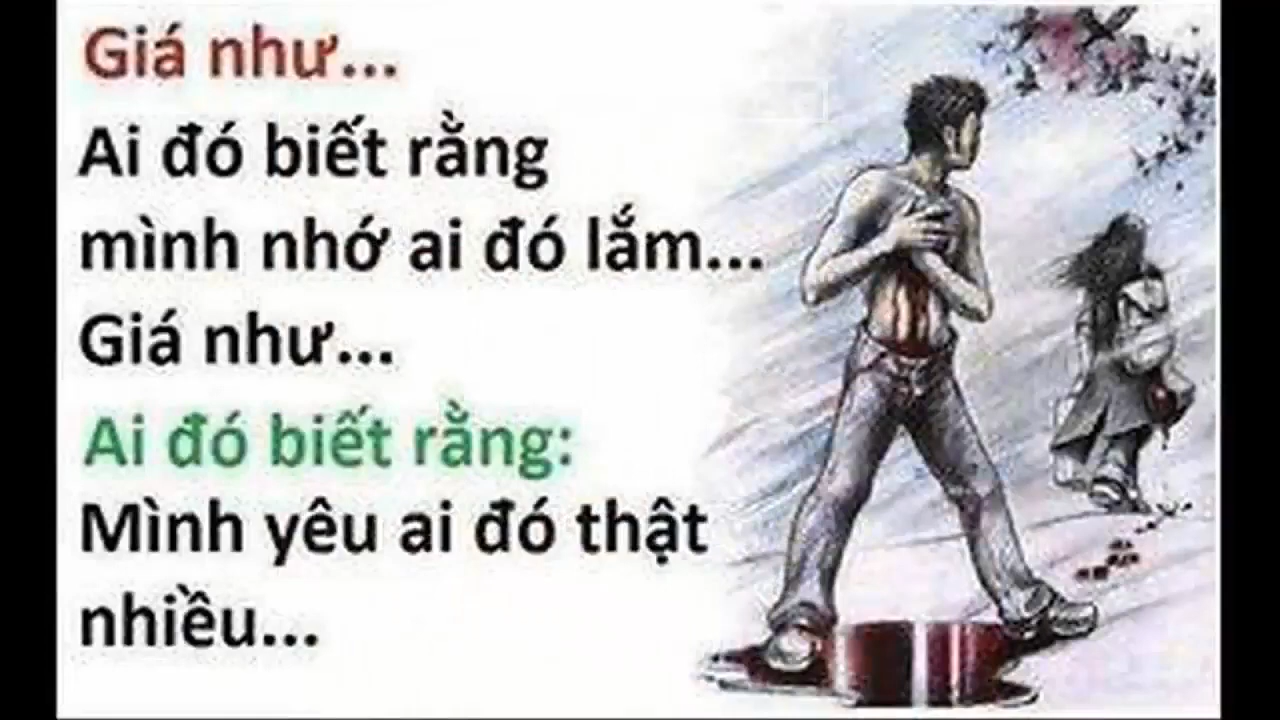 Giá như...
Ai đó biết rằng
mình nhớ ai đó lắm...
Giá như...
Ai đó biết rằng:
Mình yêu ai đó thật
nhiều...